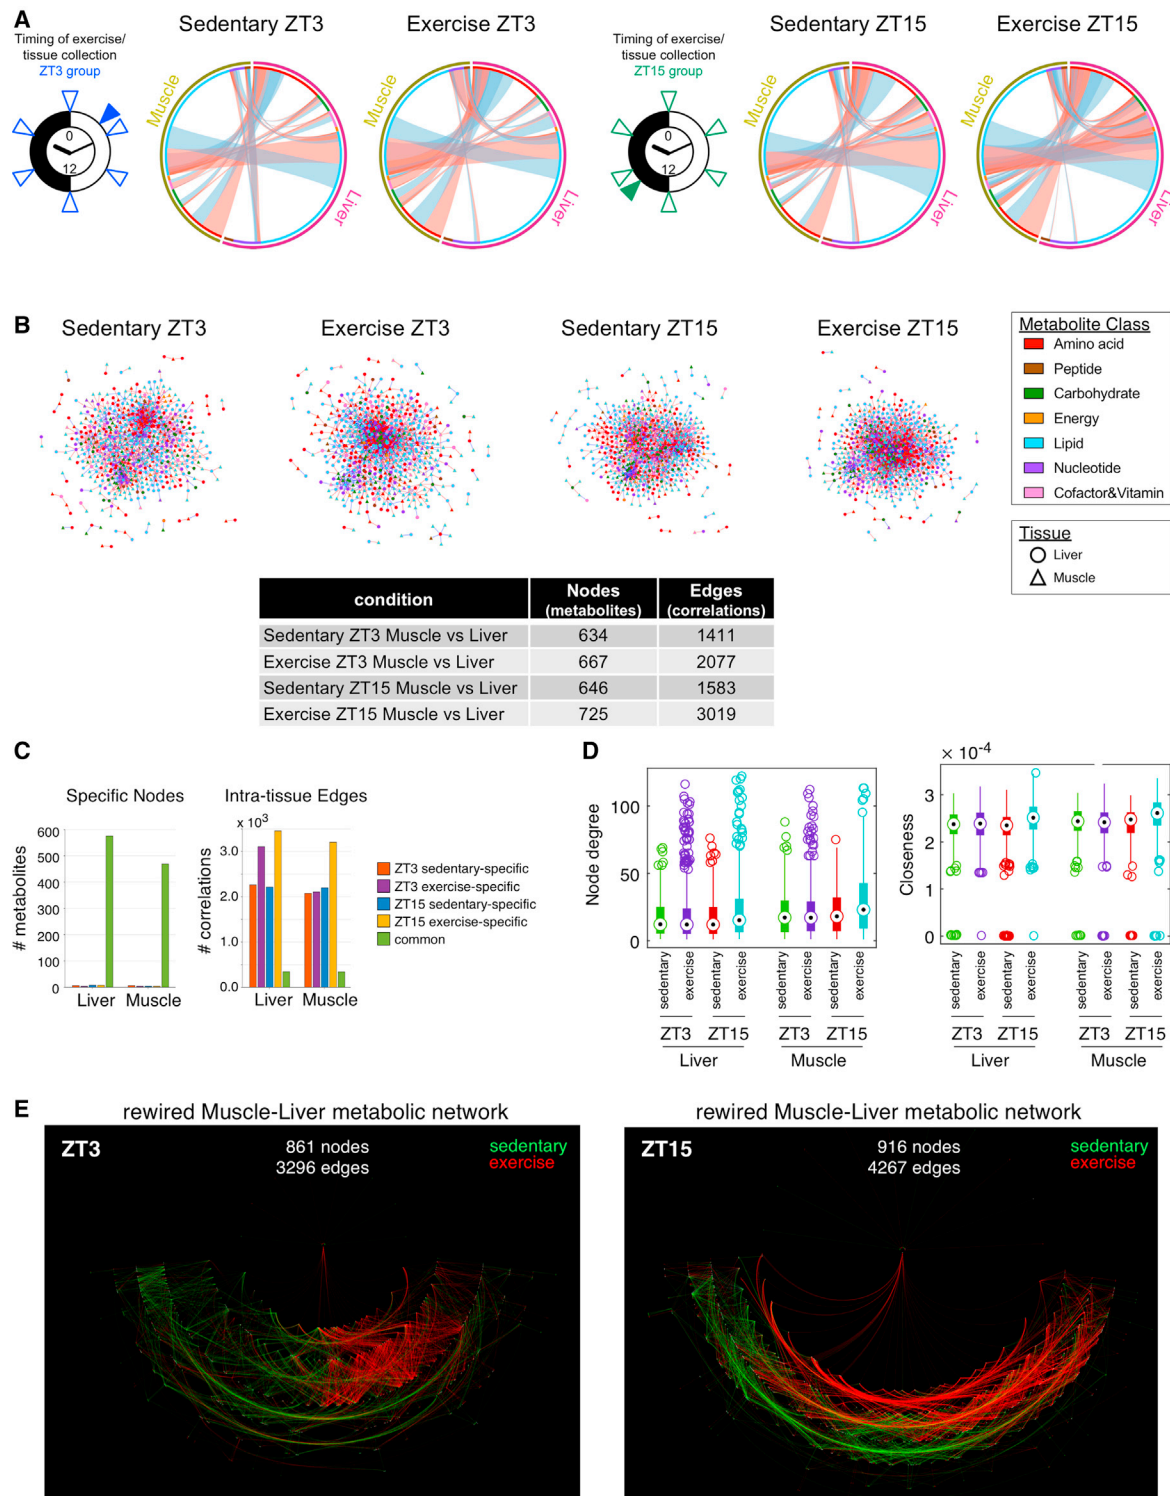 A
Timing of exercise/
tissue collection
ZT3 group
0
12
Sedentary ZT3
Exercise ZT3
Muscle
Liver
Muscle
Liver
Timing of exercise/
tissue collection
ZT15 group
0
12
Sedentary ZT15
Exercise ZT15
Muscle
Liver
Muscle
Liver
B
Sedentary ZT3
Exercise ZT3
Sedentary ZT15
Exercise ZT15
Metabolite Class
Amino acid
Peptide
Carbohydrate
Energy
Lipid
Nucleotide
Cofactor&Vitamin
Tissue
Liver
Muscle
condition Nodes (metabolites) Edges (correlations)
Sedentary ZT3 Muscle vs Liver 634 1411
Exercise ZT3 Muscle vs Liver 667 2077
Sedentary ZT15 Muscle vs Liver 646 1583
Exercise ZT15 Muscle vs Liver 725 3019
C
Specific Nodes
# metabolites
600
500
400
300
200
100
0
Liver Muscle
Intra-tissue Edges
x 10³
# correlations
3.0
2.0
1.0
0
Liver Muscle
ZT3 sedentary-specific
ZT3 exercise-specific
ZT15 sedentary-specific
ZT15 exercise-specific
common
D
Node degree
100
50
0
sedentary exercise sedentary exercise sedentary exercise sedentary exercise
ZT3 ZT15 ZT3 ZT15
Liver Muscle
× 10⁻⁴
Closeness
3
2
1
0
sedentary exercise sedentary exercise sedentary exercise sedentary exercise
ZT3 ZT15 ZT3 ZT15
Liver Muscle
E
rewired Muscle-Liver metabolic network
ZT3
861 nodes
3296 edges
sedentary
exercise
rewired Muscle-Liver metabolic network
ZT15
916 nodes
4267 edges
sedentary
exercise